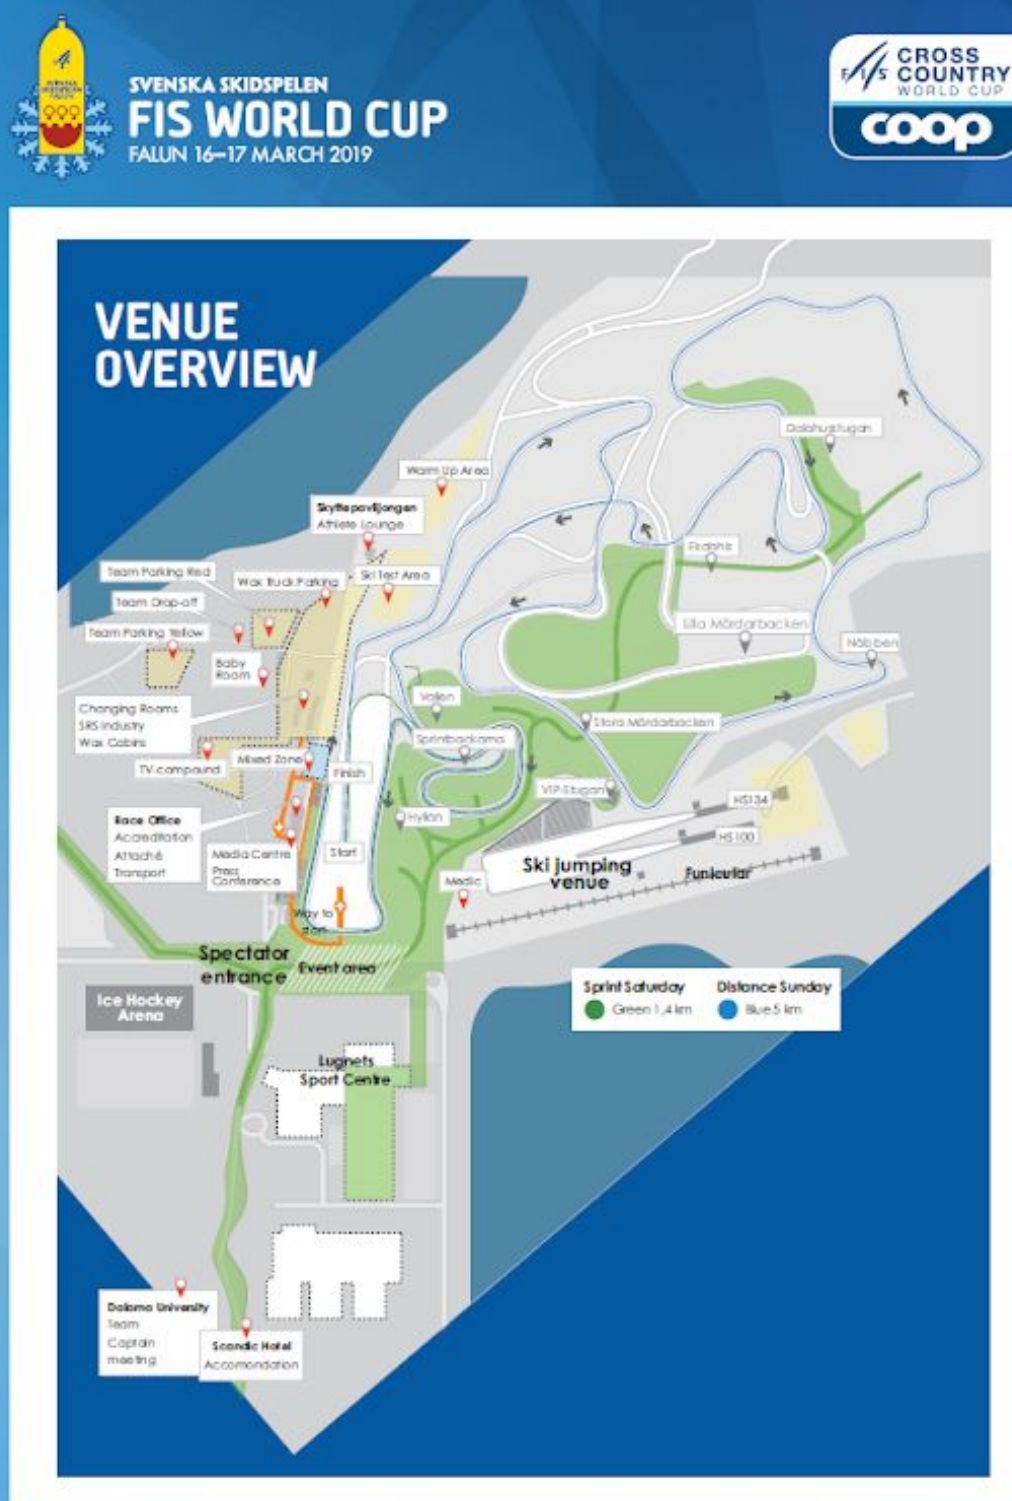 SVENSKA SKIDSPELEN
FIS WORLD CUP
FALUN 16–17 MARCH 2019
FIS
CROSS
COUNTRY
WORLD CUP
coop
VENUE
OVERVIEW
Dalahusstugan
Warm Up Area
Skyttepaviljongen
Athlete Lounge
Ski Test Area
Team Parking Red
Wax Truck Parking
Team Drop-off
Team Parking Yellow
Lilla Mördarbacken
Nöbben
Baby
Room
Vallen
Changing Rooms
SRS Industry
Wax Cabins
Stora Mördarbacken
Sprintbackarna
Mixed Zone
TV-compound
Finish
VIP-Stugan
HS134
Hyllan
HS100
Race Office
Accreditation
Attaché
Transport
Media Centre
Press
Conference
Start
Ski jumping
venue
Funicular
Medic
Way to
Spectator
entrance
Event area
Sprint Saturday
Green 1,4 km
Distance Sunday
Blue 5 km
Ice Hockey
Arena
Lugnets
Sport Centre
Dalarna University
Team
Captain
meeting
Scandic Hotel
Accomondation